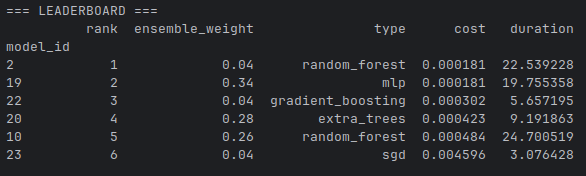 === LEADERBOARD ===
rank ensemble_weight type cost duration
model_id
2 1 0.04 random_forest 0.000181 22.539228
19 2 0.34 mlp 0.000181 19.755358
22 3 0.04 gradient_boosting 0.000302 5.657195
20 4 0.28 extra_trees 0.000423 9.191863
10 5 0.26 random_forest 0.000484 24.700519
23 6 0.04 sgd 0.004596 3.076428